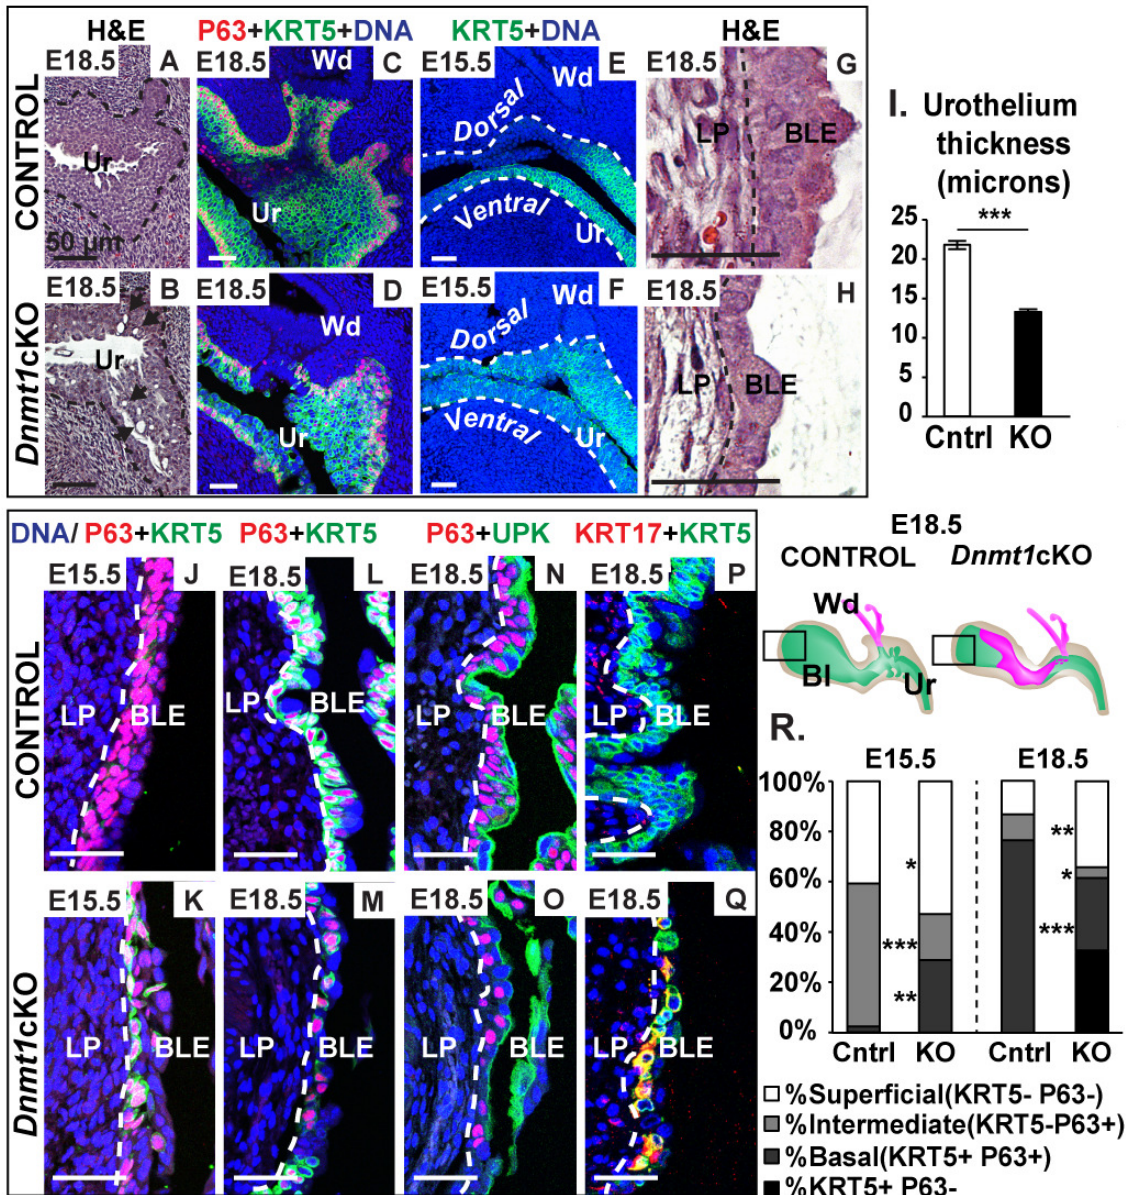 H&E P63+KRT5+DNA KRT5+DNA H&E
CONTROL
E18.5 A
Ur
50 µm
E18.5 C
Wd
Ur
E15.5 E
Wd
Dorsal
Ventral
Ur
E18.5 G
LP BLE
Dnmt1cKO
E18.5 B
Ur
E18.5 D
Wd
Ur
E15.5 F
Wd
Dorsal
Ventral
Ur
E18.5 H
LP BLE
I. Urothelium
thickness
(microns)
***
25
20
15
10
5
0
Cntrl KO
DNA/ P63+KRT5 P63+KRT5 P63+UPK KRT17+KRT5
CONTROL
E15.5 J
LP BLE
E18.5 L
LP BLE
E18.5 N
LP BLE
E18.5 P
LP BLE
Dnmt1cKO
E15.5 K
LP BLE
E18.5 M
LP BLE
E18.5 O
LP BLE
E18.5 Q
LP BLE
E18.5
CONTROL Dnmt1cKO
Wd
Bl
Ur
R.
E15.5 E18.5
100%
80%
60%
40%
20%
0%
*
***
**
**
*
***
Cntrl KO Cntrl KO
%Superficial(KRT5- P63-)
%Intermediate(KRT5-P63+)
%Basal(KRT5+ P63+)
%KRT5+ P63-